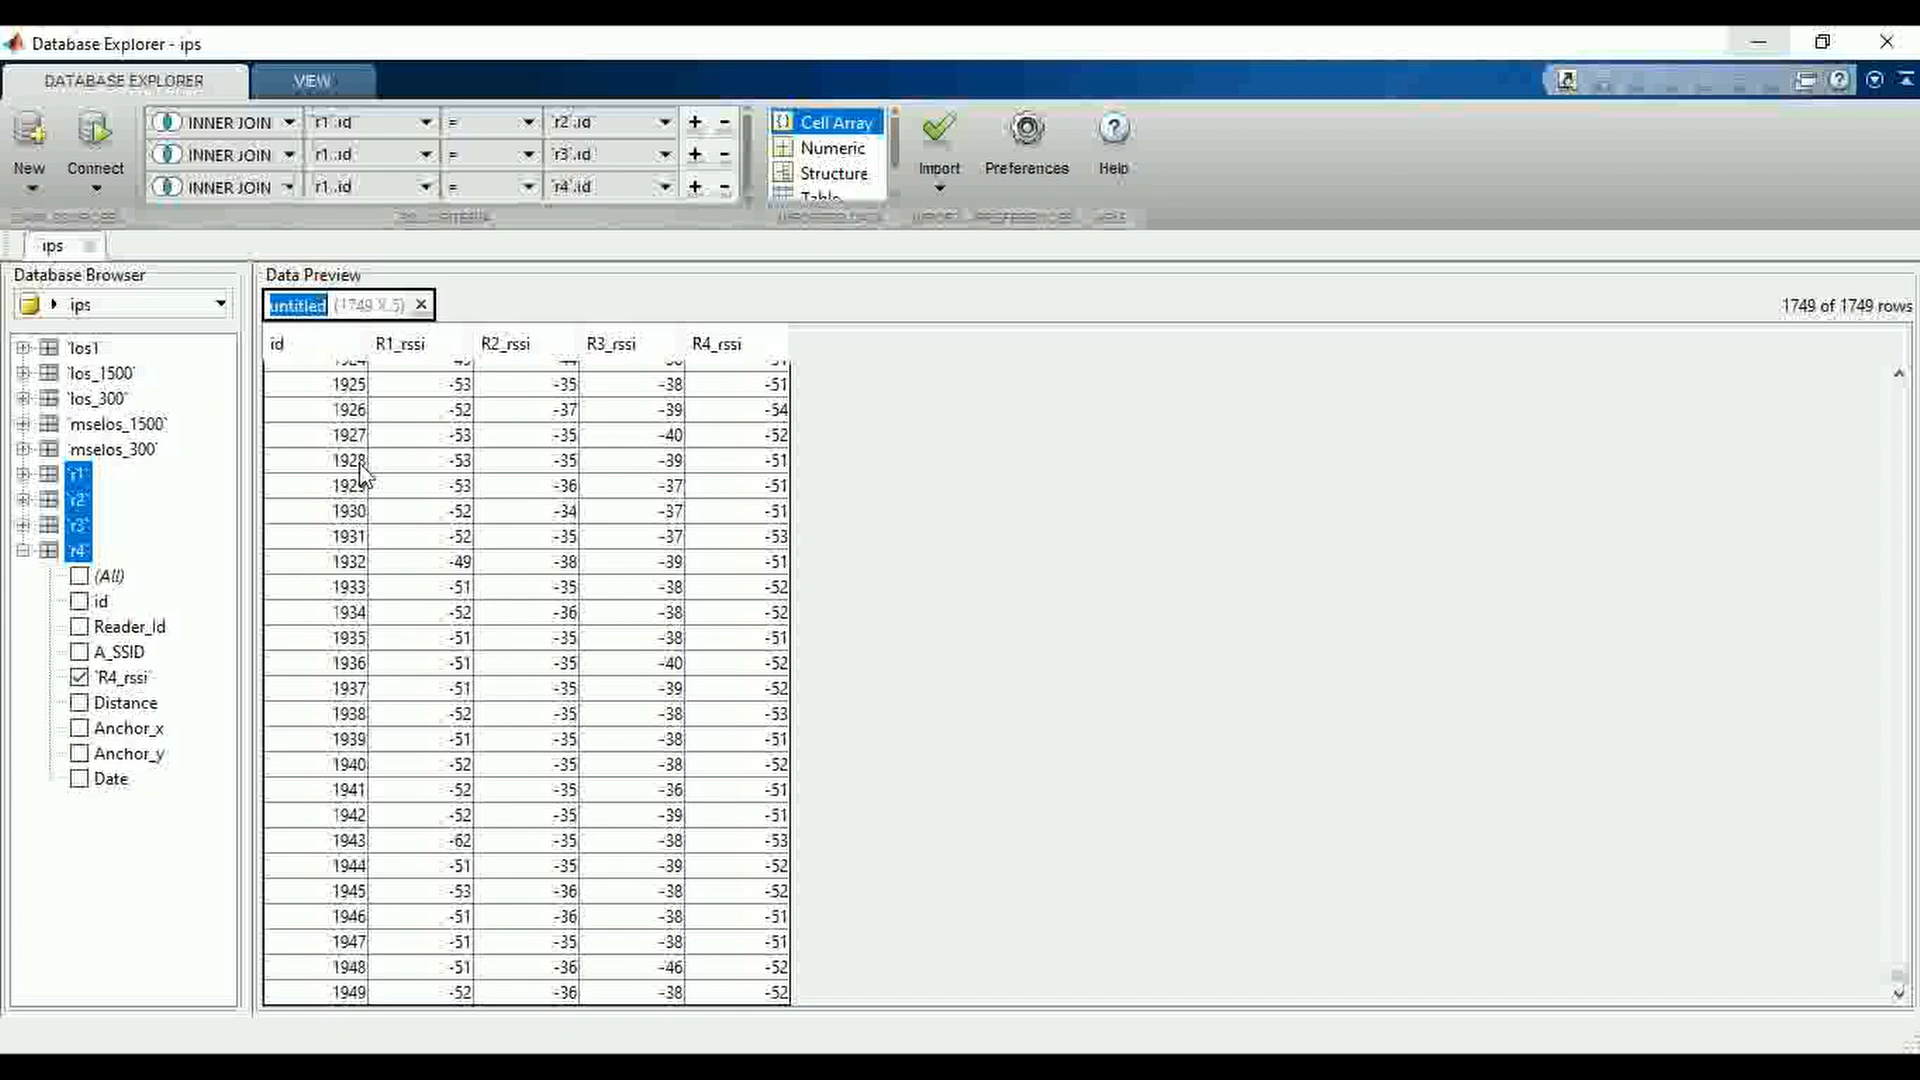 Database Explorer - ips
DATABASE EXPLORER VIEW
New
Connect
INNER JOIN `r1`.id = `r2`.id + -
INNER JOIN `r1`.id = `r3`.id + -
INNER JOIN `r1`.id = `r4`.id + -
Cell Array
Numeric
Structure
Table
Import
Preferences
Help
ips
Database Browser
ips
`los1`
`los_1500`
`los_300`
`mselos_1500`
`mselos_300`
`r1`
`r2`
`r3`
`r4`
(All)
id
Reader_Id
A_SSID
`R4_rssi`
Distance
Anchor_x
Anchor_y
Date
Data Preview
untitled (1749 X 5)
1749 of 1749 rows
id R1_rssi R2_rssi R3_rssi R4_rssi
1925 -53 -35 -38 -51
1926 -52 -37 -39 -54
1927 -53 -35 -40 -52
1928 -53 -35 -39 -51
1929 -53 -36 -37 -51
1930 -52 -34 -37 -51
1931 -52 -35 -37 -53
1932 -49 -38 -39 -51
1933 -51 -35 -38 -52
1934 -52 -36 -38 -52
1935 -51 -35 -38 -51
1936 -51 -35 -40 -52
1937 -51 -35 -39 -52
1938 -52 -35 -38 -53
1939 -51 -35 -38 -51
1940 -52 -35 -38 -52
1941 -52 -35 -36 -51
1942 -52 -35 -39 -51
1943 -62 -35 -38 -53
1944 -51 -35 -39 -52
1945 -53 -36 -38 -52
1946 -51 -36 -38 -51
1947 -51 -35 -38 -51
1948 -51 -36 -46 -52
1949 -52 -36 -38 -52